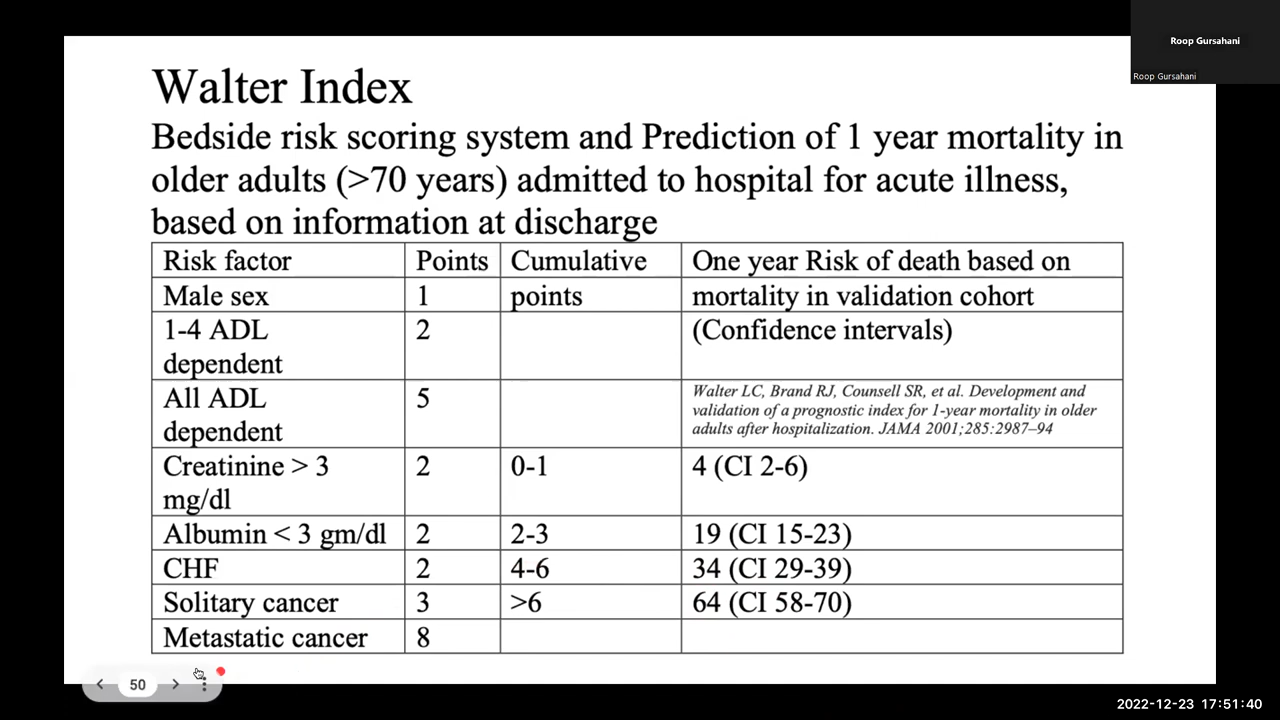 Roop Gursahani
Roop Gursahani
Walter Index
Bedside risk scoring system and Prediction of 1 year mortality in
older adults (>70 years) admitted to hospital for acute illness,
based on information at discharge
Risk factor Points Cumulative One year Risk of death based on
Male sex 1 points mortality in validation cohort
1-4 ADL 2 (Confidence intervals)
dependent
All ADL 5 Walter LC, Brand RJ, Counsell SR, et al. Development and
validation of a prognostic index for 1-year mortality in older
dependent adults after hospitalization. JAMA 2001;285:2987–94
Creatinine > 3 2 0-1 4 (CI 2-6)
mg/dl
Albumin < 3 gm/dl 2 2-3 19 (CI 15-23)
CHF 2 4-6 34 (CI 29-39)
Solitary cancer 3 >6 64 (CI 58-70)
Metastatic cancer 8
50
2022-12-23 17:51:40